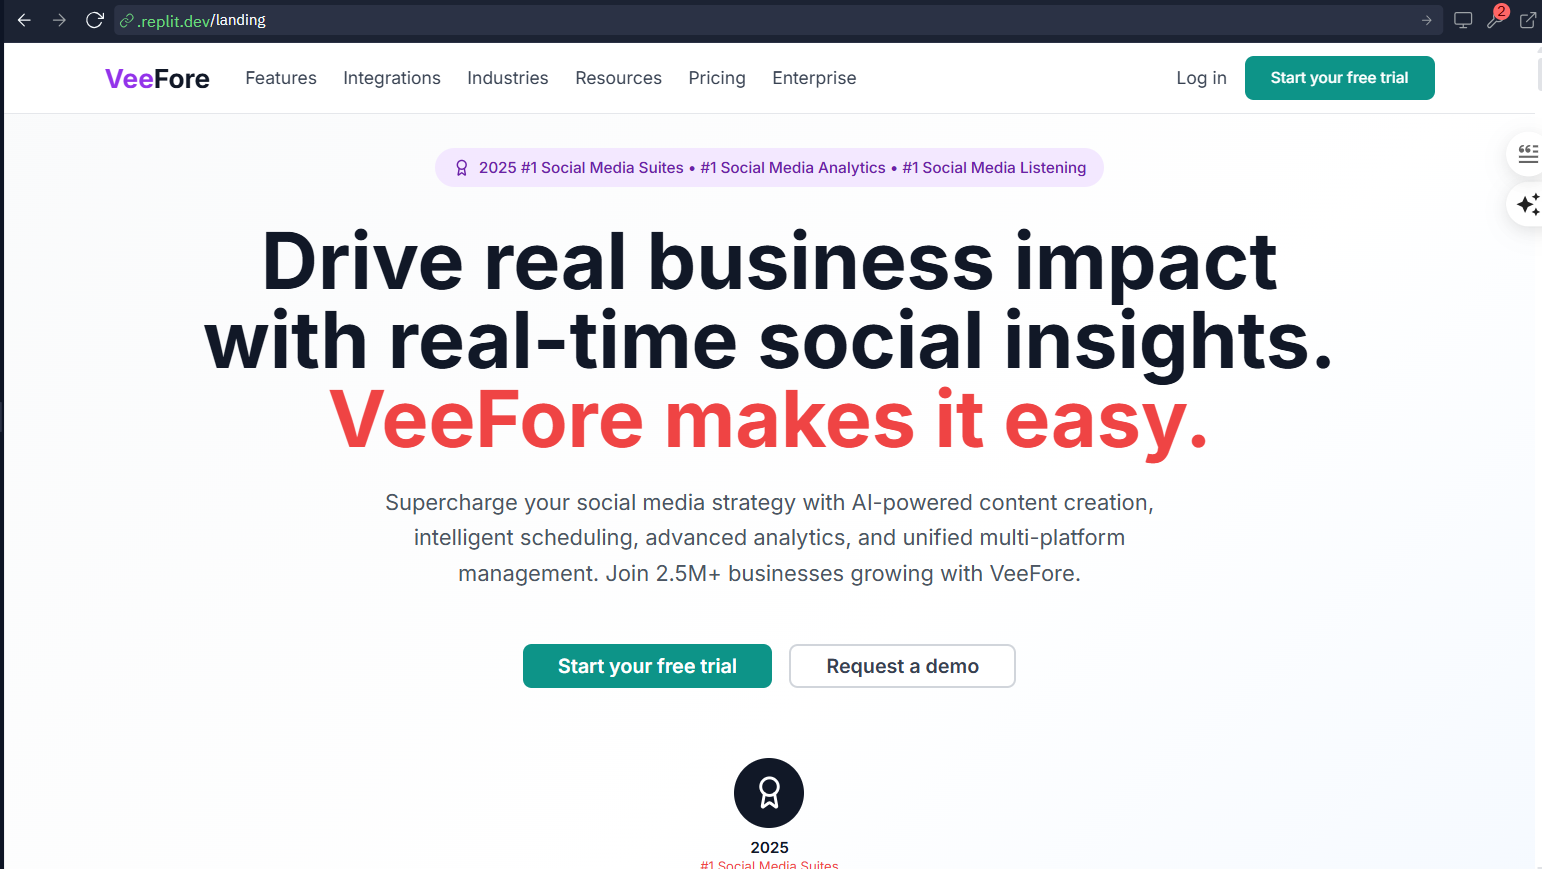 .replit.dev/landing
2
VeeFore
Features
Integrations
Industries
Resources
Pricing
Enterprise
Log in
Start your free trial
2025 #1 Social Media Suites • #1 Social Media Analytics • #1 Social Media Listening
Drive real business impact
with real-time social insights.
VeeFore makes it easy.
Supercharge your social media strategy with AI-powered content creation,
intelligent scheduling, advanced analytics, and unified multi-platform
management. Join 2.5M+ businesses growing with VeeFore.
Start your free trial
Request a demo
2025
#1 Social Media Suites